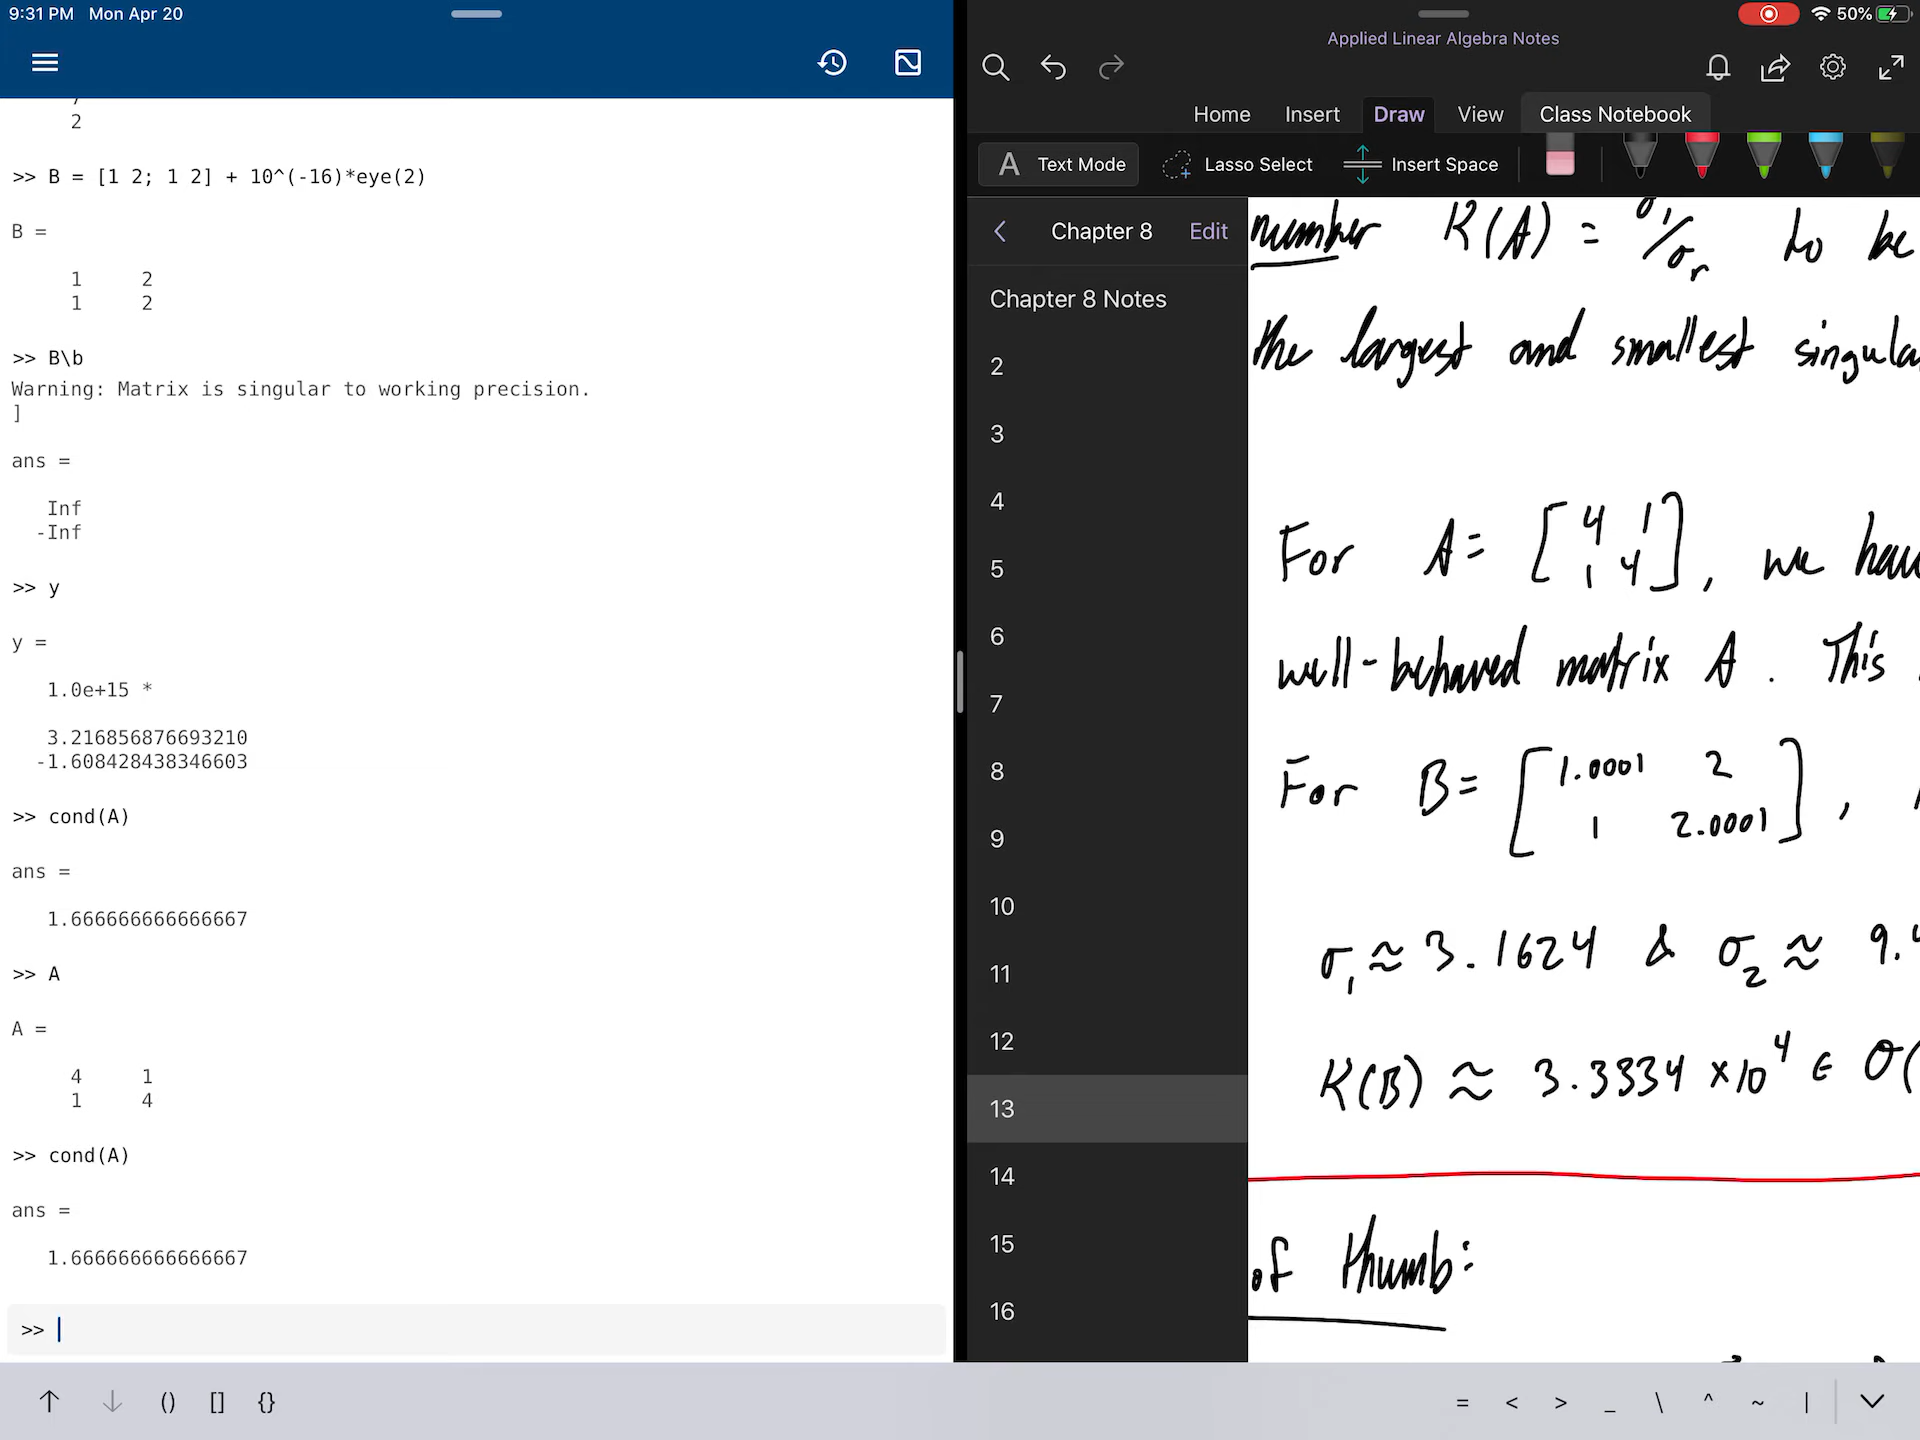 9:31 PM Mon Apr 20
50%
2
>> B = [1 2; 1 2] + 10^(-16)*eye(2)
B =
1 2
1 2
>> B\b
Warning: Matrix is singular to working precision.
]
ans =
Inf
-Inf
>> y
y =
1.0e+15 *
3.216856876693210
-1.608428438346603
>> cond(A)
ans =
1.666666666666667
>> A
A =
4 1
1 4
>> cond(A)
ans =
1.666666666666667
>>
() [] {}
Applied Linear Algebra Notes
Home Insert Draw View Class Notebook
A Text Mode Lasso Select Insert Space
Chapter 8 Edit
Chapter 8 Notes
2
3
4
5
6
7
8
9
10
11
12
13
14
15
16
number K(A) = σ1/σr to be
the largest and smallest
For A = [4 1
1 4], we
well-behaved matrix A. This
For B = [1.0001 2
1 2.0001],
σ1 ≈ 3.1624 & σ2 ≈ 9.
K(B) ≈ 3.3334 ×10^4 ∈ O(
of thumb:
= < > _ \ ^ ~ |